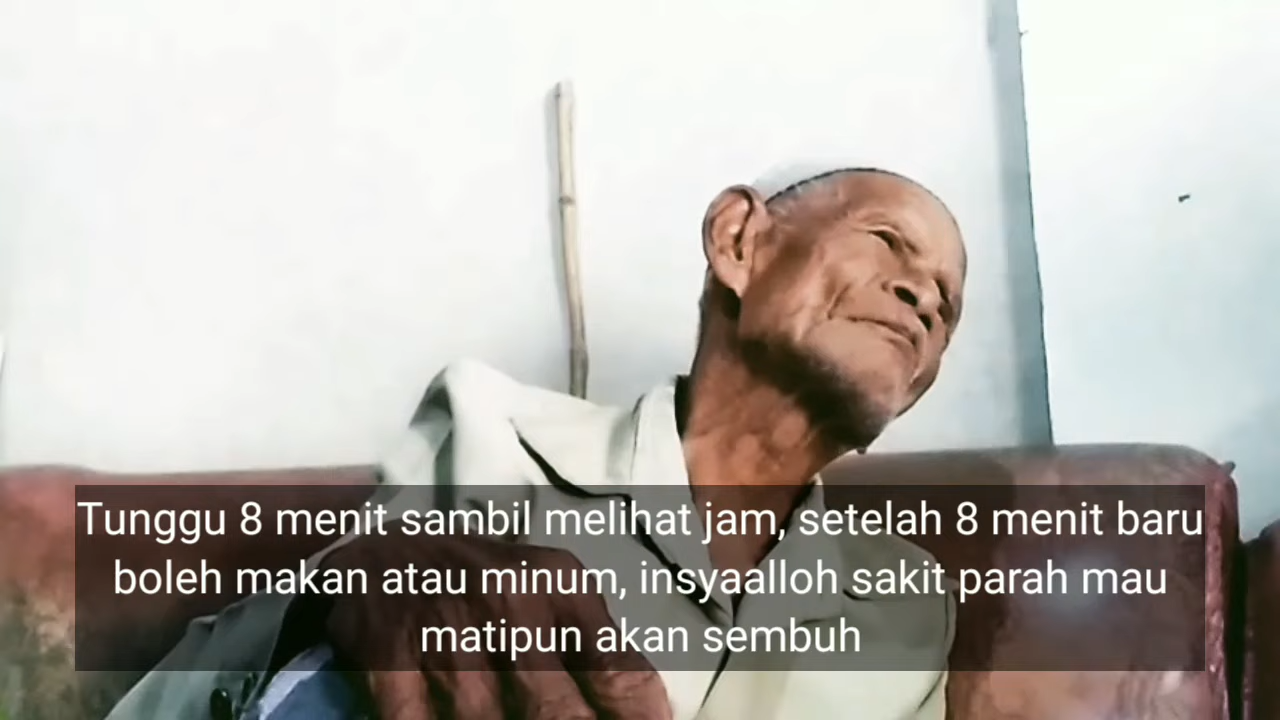 Tunggu 8 menit sambil melihat jam, setelah 8 menit baru
boleh makan atau minum, insyaalloh sakit parah mau
matipun akan sembuh